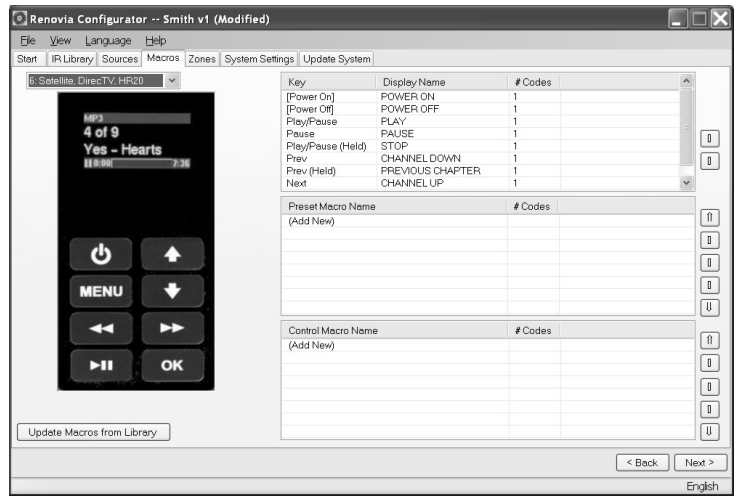 Renovia Configurator -- Smith v1 (Modified)
File View Language Help
Start IR Library Sources Macros Zones System Settings Update System
6: Satellite, DirecTV, HR20
MP3
4 of 9
Yes – Hearts
0:00 7:36
MENU
OK
Update Macros from Library
Key Display Name # Codes
[Power On] POWER ON 1
[Power Off] POWER OFF 1
Play/Pause PLAY 1
Pause PAUSE 1
Play/Pause (Held) STOP 1
Prev CHANNEL DOWN 1
Prev (Held) PREVIOUS CHAPTER 1
Next CHANNEL UP 1
Preset Macro Name # Codes
(Add New)
Control Macro Name # Codes
(Add New)
< Back Next >
English